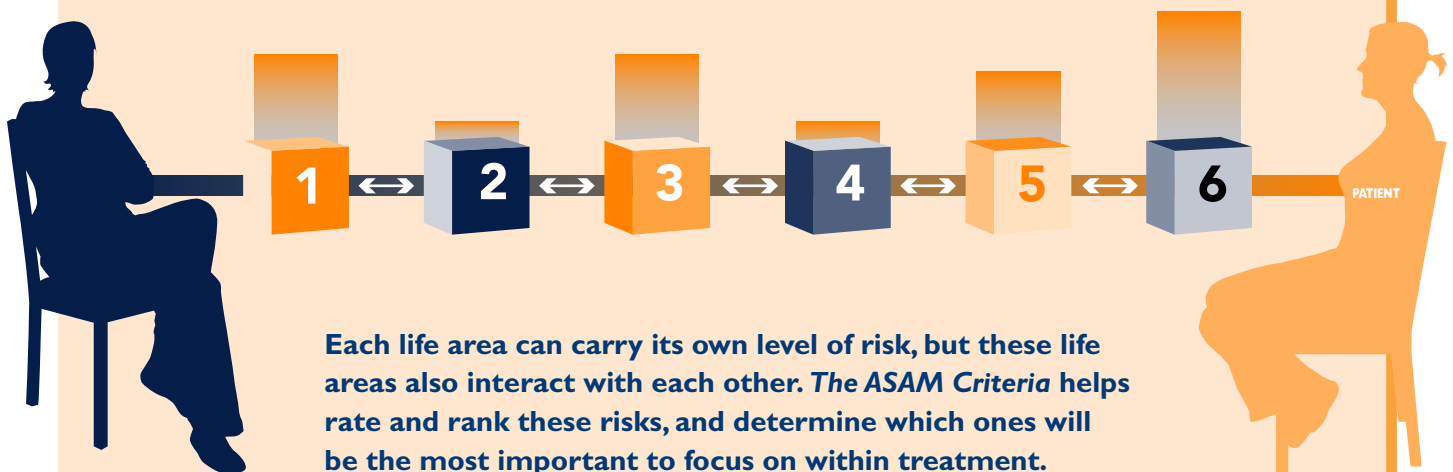 1 2 3 4 5 6
PATIENT
Each life area can carry its own level of risk, but these life
areas also interact with each other. The ASAM Criteria helps
rate and rank these risks, and determine which ones will
be the most important to focus on within treatment.